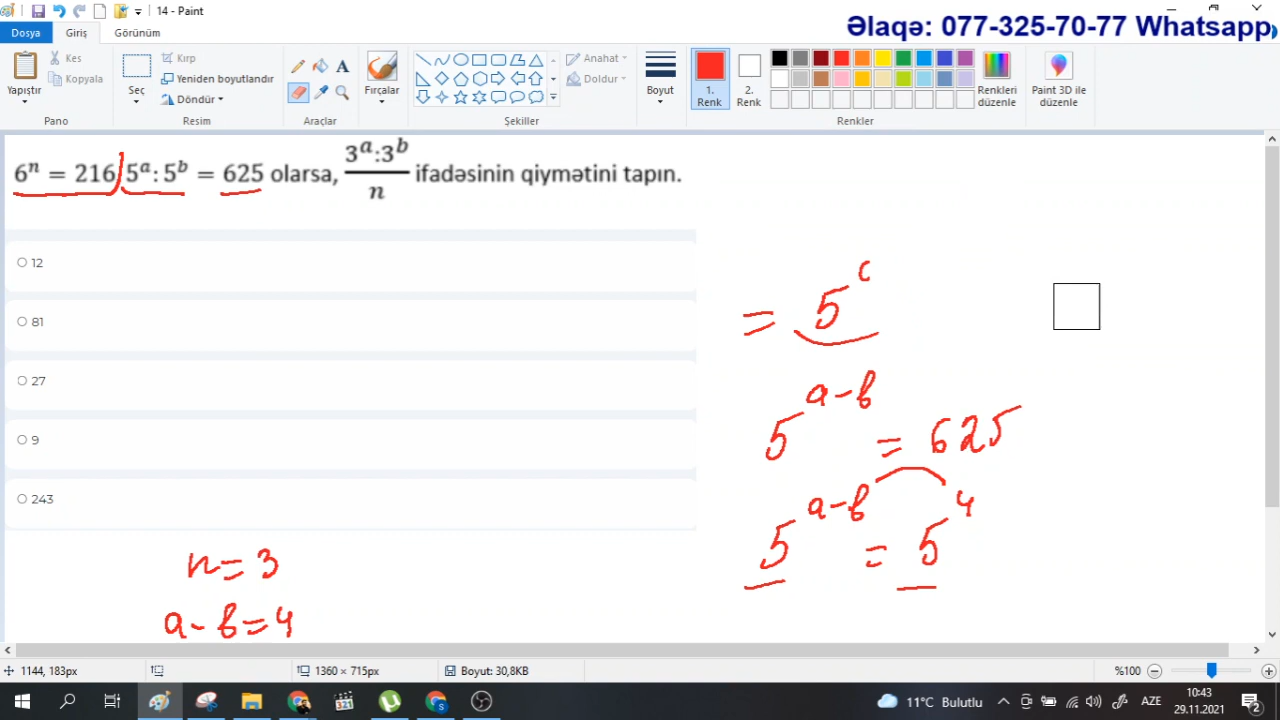 14 - Paint
Əlaqə: 077-325-70-77 Whatsapp
Dosya Giriş Görünüm
Yapıştır Kes Kopyala
Pano
Seç Kırp Yeniden boyutlandır Döndür
Resim
Araçlar
Fırçalar
Anahat Doldur
Şekiller
Boyut
1. Renk 2. Renk
Renkleri düzenle
Renkler
Paint 3D ile düzenle
6ⁿ = 216 5ᵃ : 5ᵇ = 625 olarsa, 3ᵃ:3ᵇ / n ifadəsinin qiymətini tapın.
12
81
27
9
243
= 5
5ᵃ⁻ᵇ = 625
5ᵃ⁻ᵇ = 5⁴
n=3
a-b=4
1144, 183px 1360 × 715px Boyut: 30,8KB %100
11°C Bulutlu AZE 10:43 29.11.2021 2